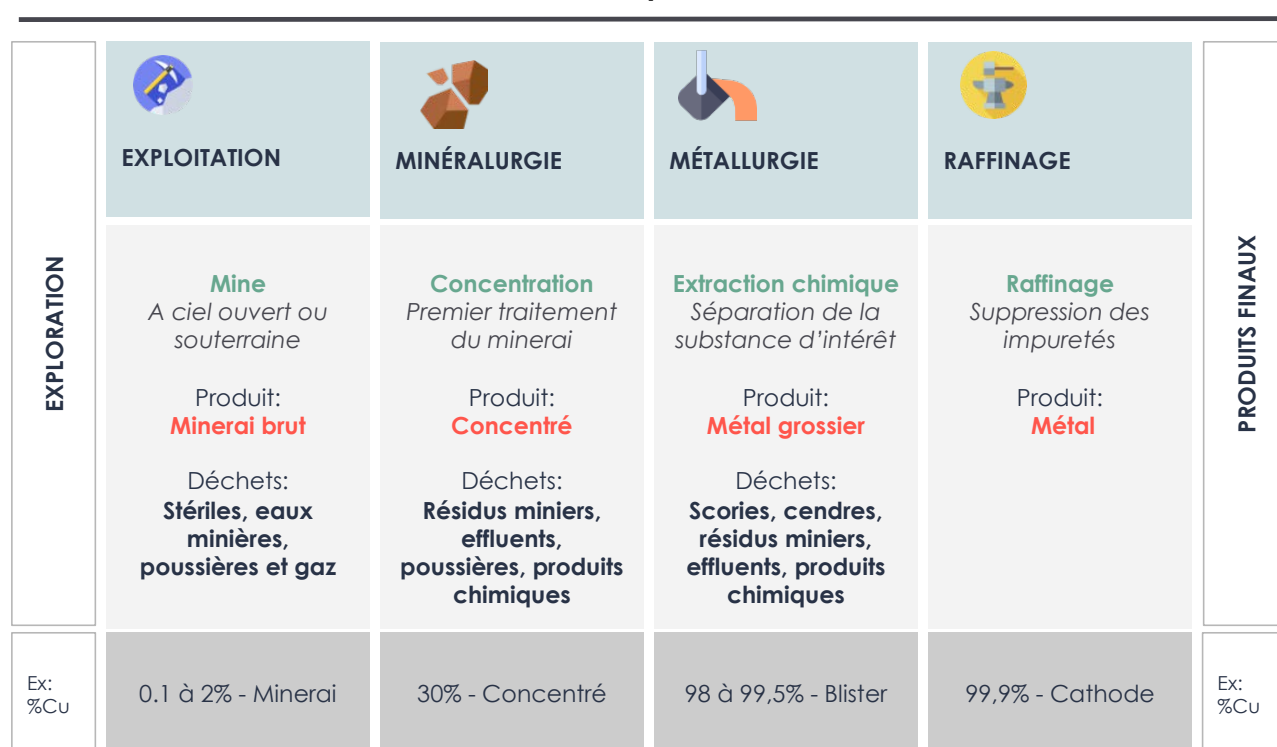 EXPLORATION
EXPLOITATION
Mine
A ciel ouvert ou
souterraine
Produit:
Minerai brut
Déchets:
Stériles, eaux
minières,
poussières et gaz
MINÉRALURGIE
Concentration
Premier traitement
du minerai
Produit:
Concentré
Déchets:
Résidus miniers,
effluents,
poussières, produits
chimiques
MÉTALLURGIE
Extraction chimique
Séparation de la
substance d'intérêt
Produit:
Métal grossier
Déchets:
Scories, cendres,
résidus miniers,
effluents, produits
chimiques
RAFFINAGE
Raffinage
Suppression des
impuretés
Produit:
Métal
PRODUITS FINAUX
Ex:
%Cu
0.1 à 2% - Minerai
30% - Concentré
98 à 99,5% - Blister
99,9% - Cathode
Ex:
%Cu